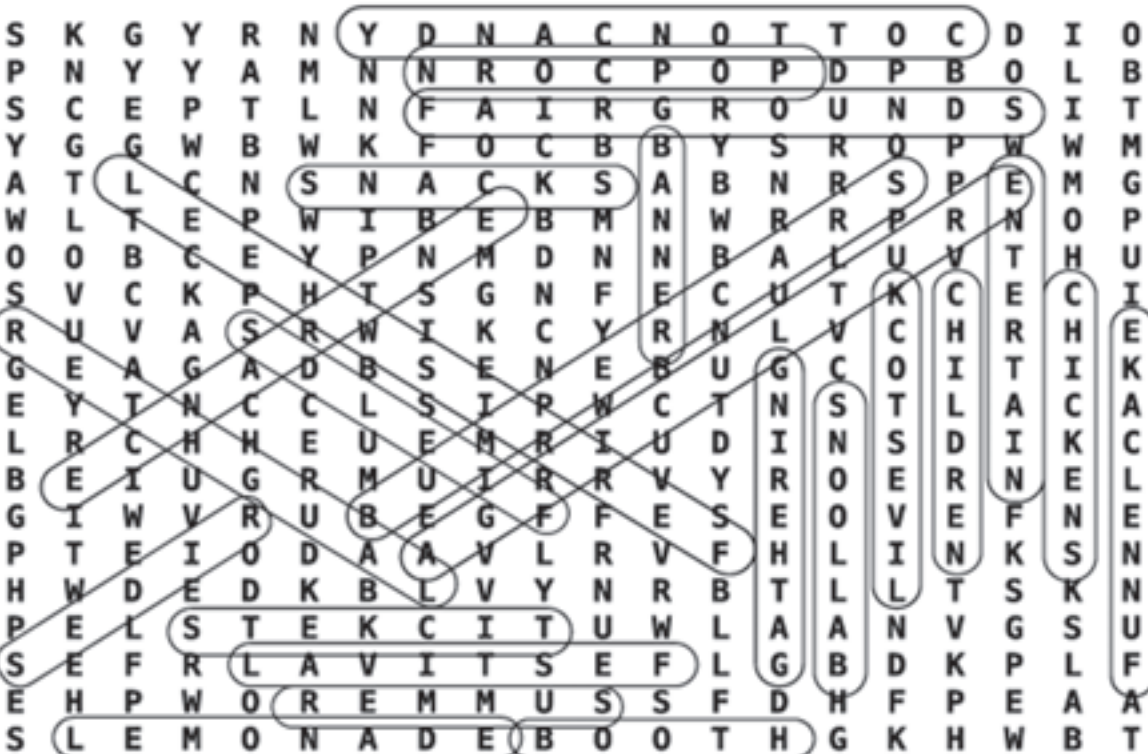 S K G Y R N Y D N A C N O T T O C D I O
P N Y Y A M N N R O C P O P D P B O L B
S C E P T L N F A I R G R O U N D S I T
Y G G W B W K F O C B B Y S R O P W W M
A T L C N S N A C K S A B N R S P E M G
W L T E P W I B E B M N W R R P R N O P
O O B C E Y P N M D N N B A L U V T H U
S V C K P H T S G N F E C U T K C E C I
R U V A S R W I K C Y R N L V C H R H E
G E A G A D B S E N E B U G C O I T I K
E Y T N C C L S I P W C T N S T L A C A
L R C H H E U E M R I U D I N S D I K C
B E I U G R M U I R R V Y R O E R N E L
G I W V R U B E G F F E S E O V E F N E
P T E I O D A A V L R V F H L I N K S N
H W D E D K B L V Y N R B T L L T S K N
P E L S T E K C I T U W L A A N V G S U
S E F R L A V I T S E F L G B D K P L F
E H P W O R E M M U S S F D H F P E A A
S L E M O N A D E B O O T H G K H W B T